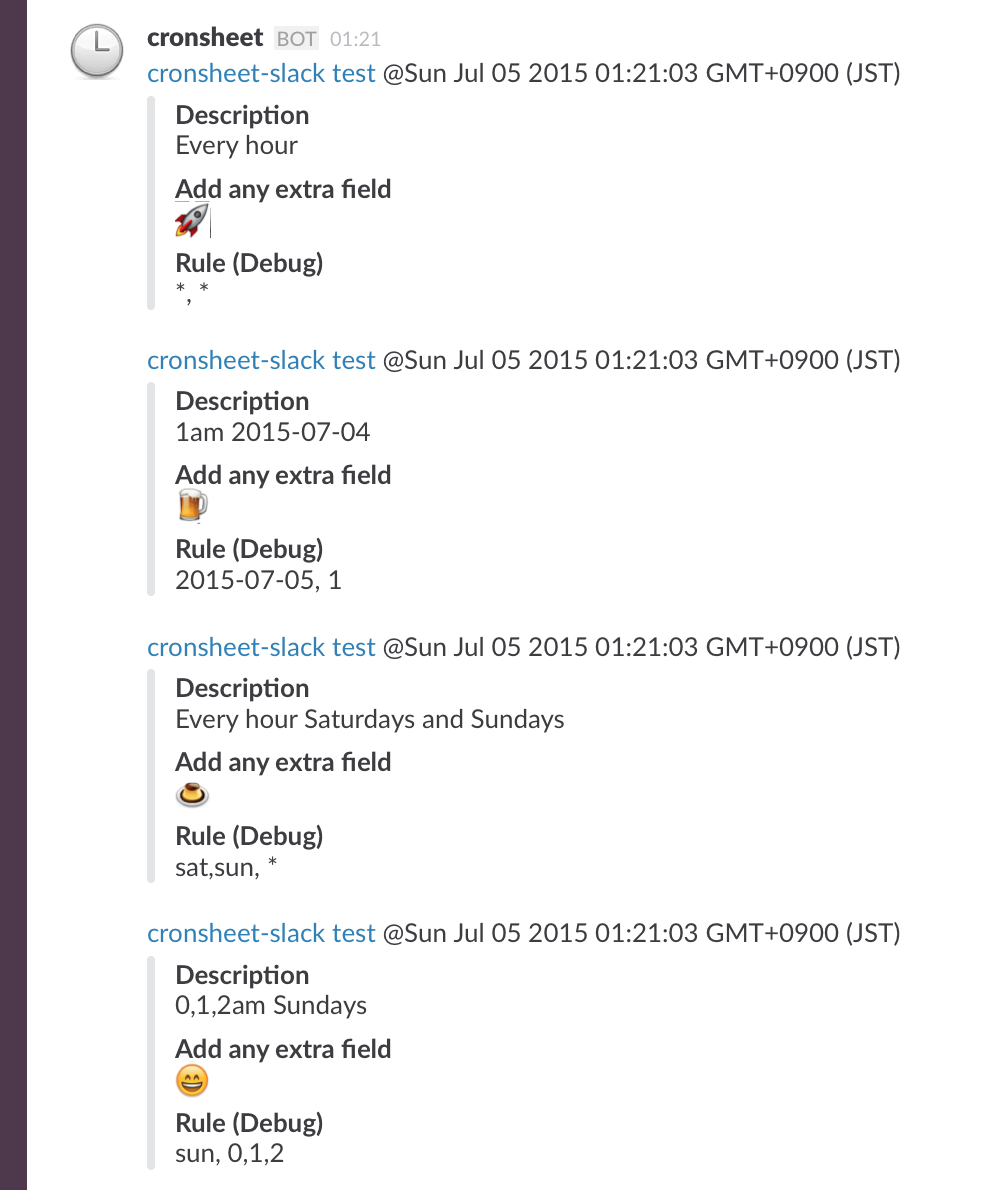 cronsheet BOT 01:21
cronsheet-slack test @Sun Jul 05 2015 01:21:03 GMT+0900 (JST)
Description
Every hour
Add any extra field
🚀
Rule (Debug)
*, *
cronsheet-slack test @Sun Jul 05 2015 01:21:03 GMT+0900 (JST)
Description
1am 2015-07-04
Add any extra field
🍺
Rule (Debug)
2015-07-05, 1
cronsheet-slack test @Sun Jul 05 2015 01:21:03 GMT+0900 (JST)
Description
Every hour Saturdays and Sundays
Add any extra field
🍮
Rule (Debug)
sat,sun, *
cronsheet-slack test @Sun Jul 05 2015 01:21:03 GMT+0900 (JST)
Description
0,1,2am Sundays
Add any extra field
😄
Rule (Debug)
sun, 0,1,2